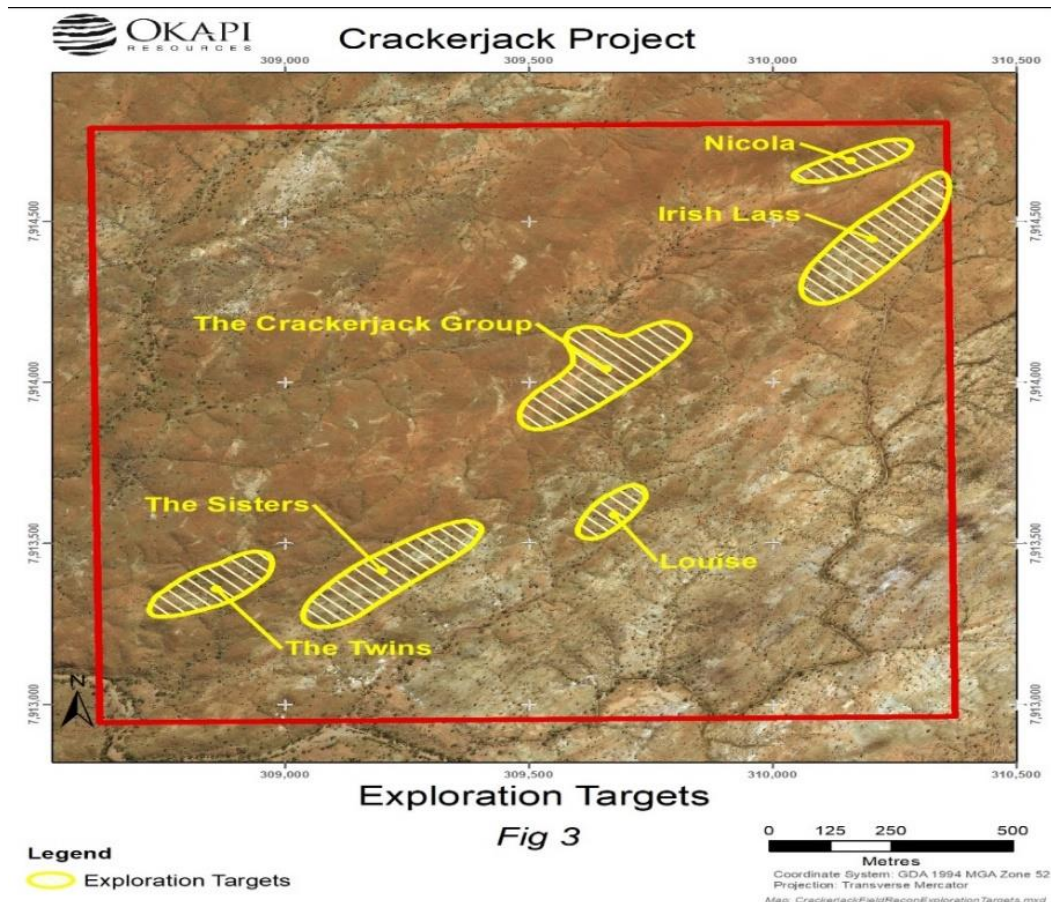 OKAPI
RESOURCES
Crackerjack Project
309,000 309,500 310,000 310,500
Nicola
7,914,500 7,914,500
Irish Lass
The Crackerjack Group
7,914,000 7,914,000
The Sisters
7,913,500 7,913,500
Louise
The Twins
N
7,913,000 7,913,000
309,000 309,500 310,000 310,500
Exploration Targets
Fig 3
Legend
Exploration Targets
0 125 250 500
Metres
Coordinate System: GDA 1994 MGA Zone 52
Projection: Transverse Mercator
Map: CrackerjackFieldReconExplorationTargets.mxd